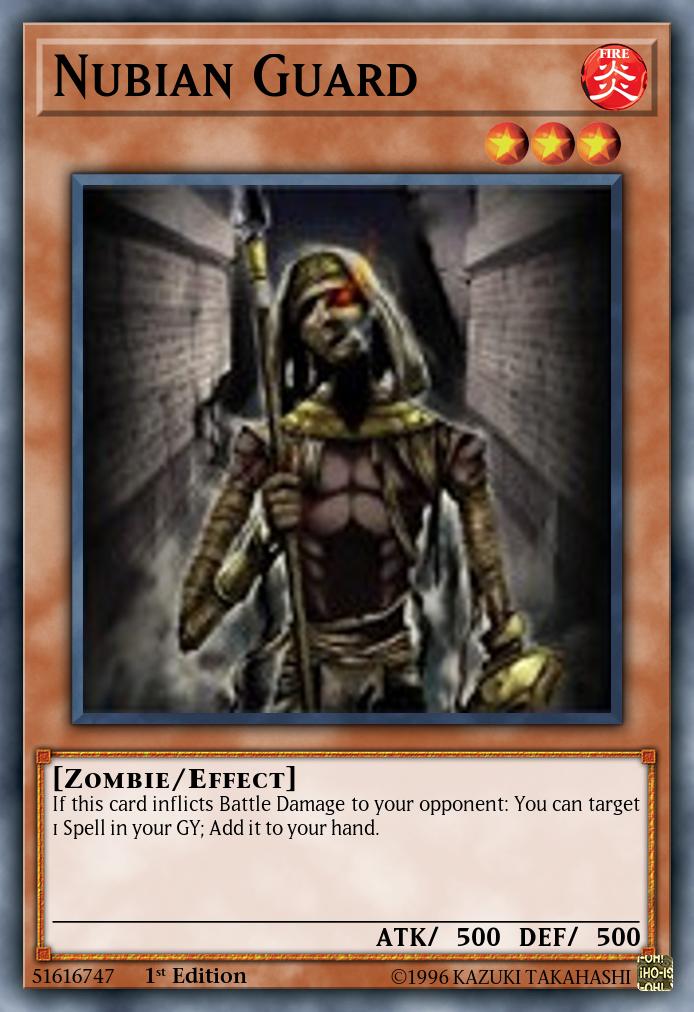 Nubian Guard
FIRE
炎
[Zombie/Effect]
If this card inflicts Battle Damage to your opponent: You can target
1 Spell in your GY; Add it to your hand.
ATK/ 500 DEF/ 500
51616747 1st Edition ©1996 KAZUKI TAKAHASHI